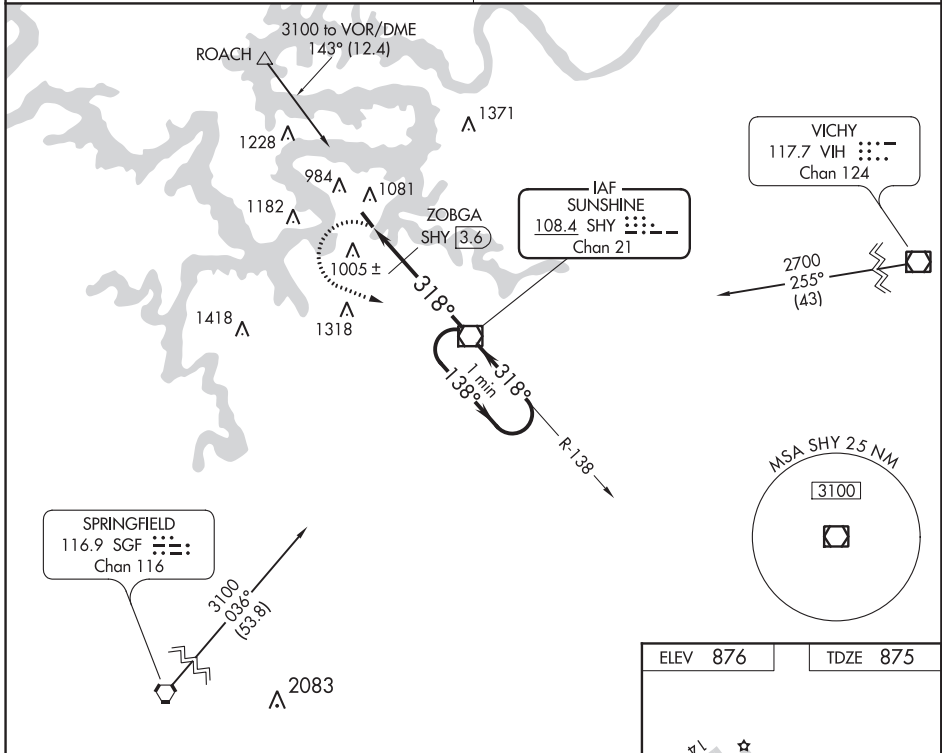 3100 to VOR/DME
143° (12.4)
ROACH
1371
1228
984
1081
1182
ZOBGA
SHY 3.6
1005 ±
318°
1418
1318
IAF
SUNSHINE
108.4 SHY
Chan 21
VICHY
117.7 VIH
Chan 124
2700
255°
(43)
1 min
318°
138°
R-138
MSA SHY 25 NM
3100
SPRINGFIELD
116.9 SGF
Chan 116
3100
036°
(53.8)
2083
ELEV 876
TDZE 875
14